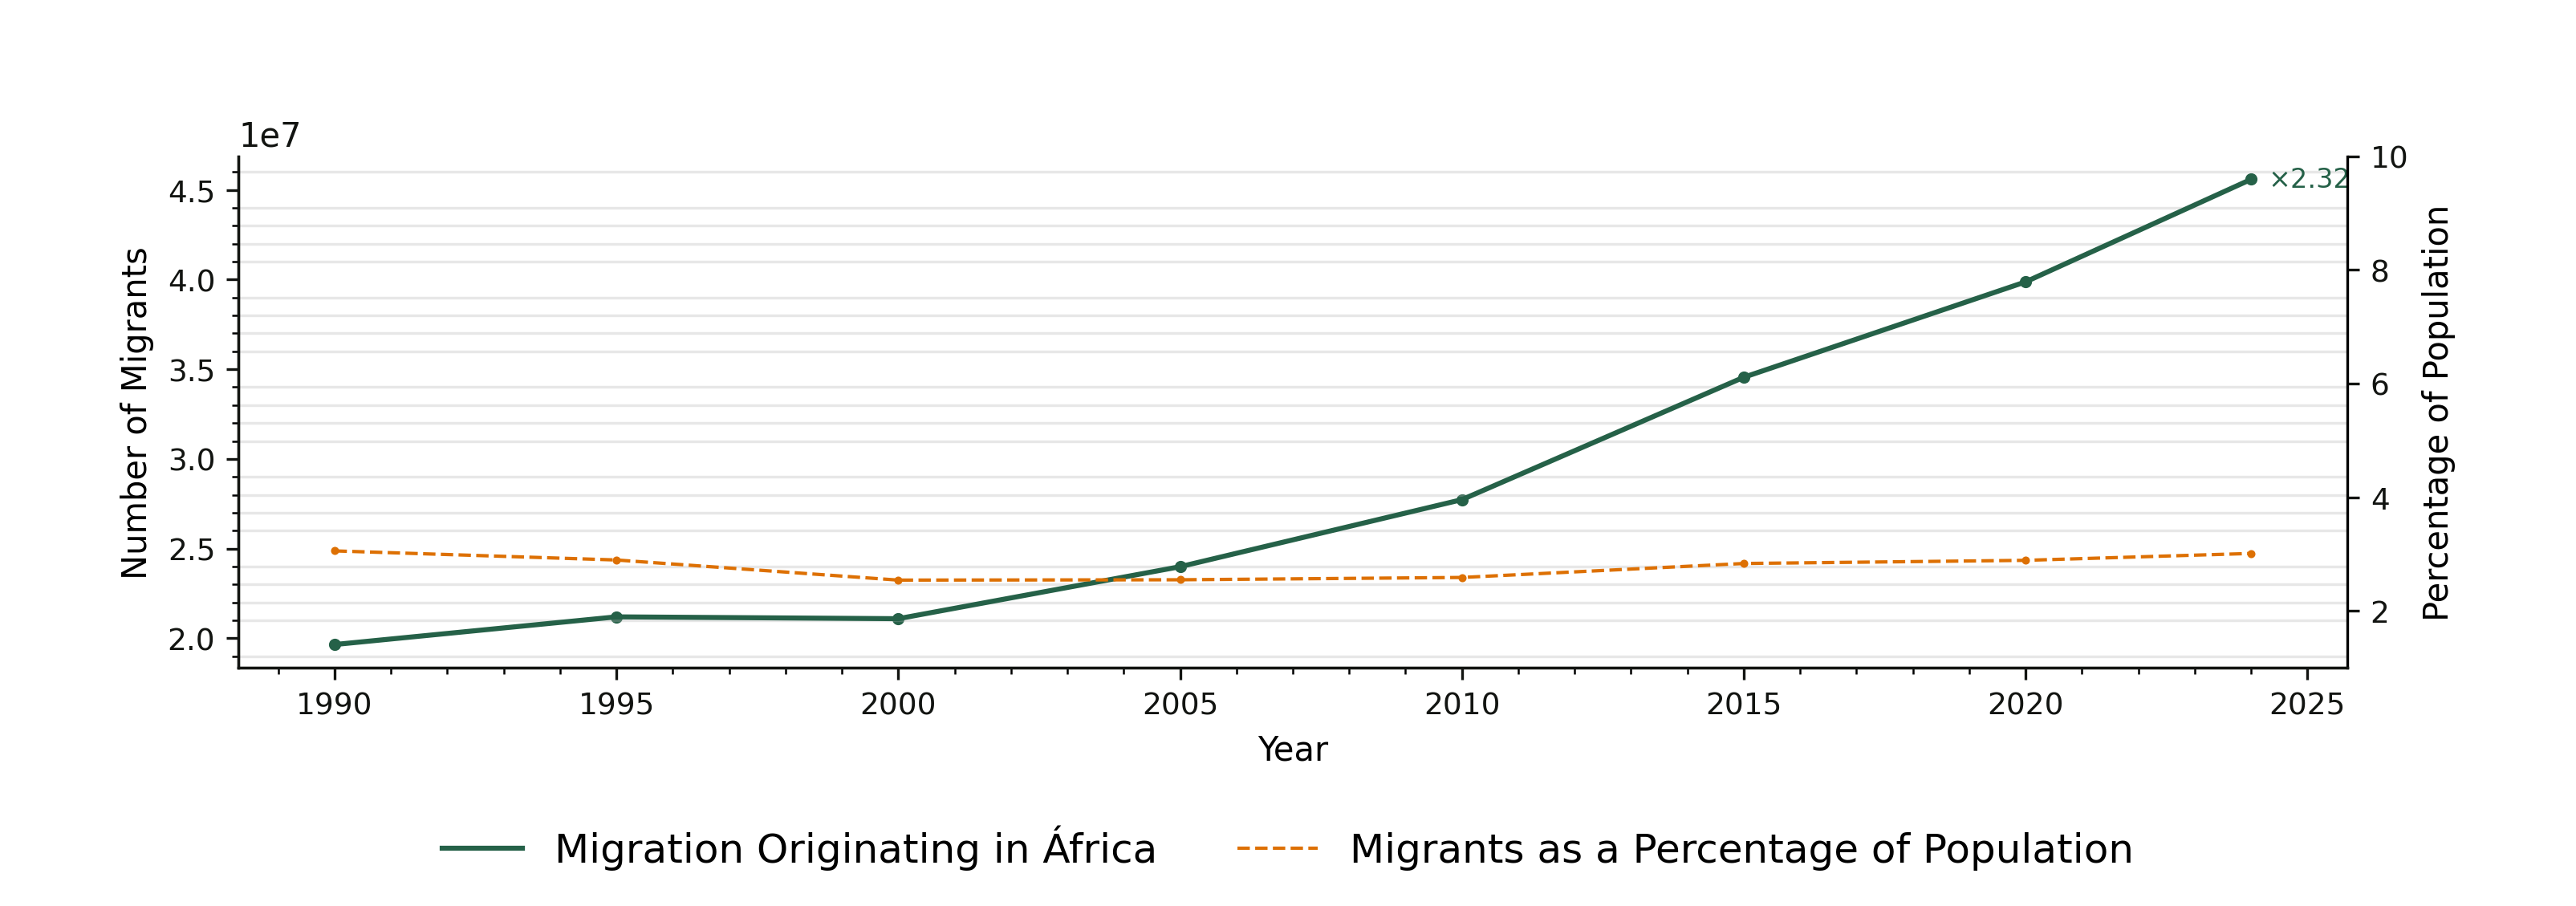 1e7
10
4.5
×2.32
4.0
8
3.5
6
3.0
4
2.5
2.0
2
Number of Migrants
Percentage of Population
1990 1995 2000 2005 2010 2015 2020 2025
Year
Migration Originating in África
Migrants as a Percentage of Population